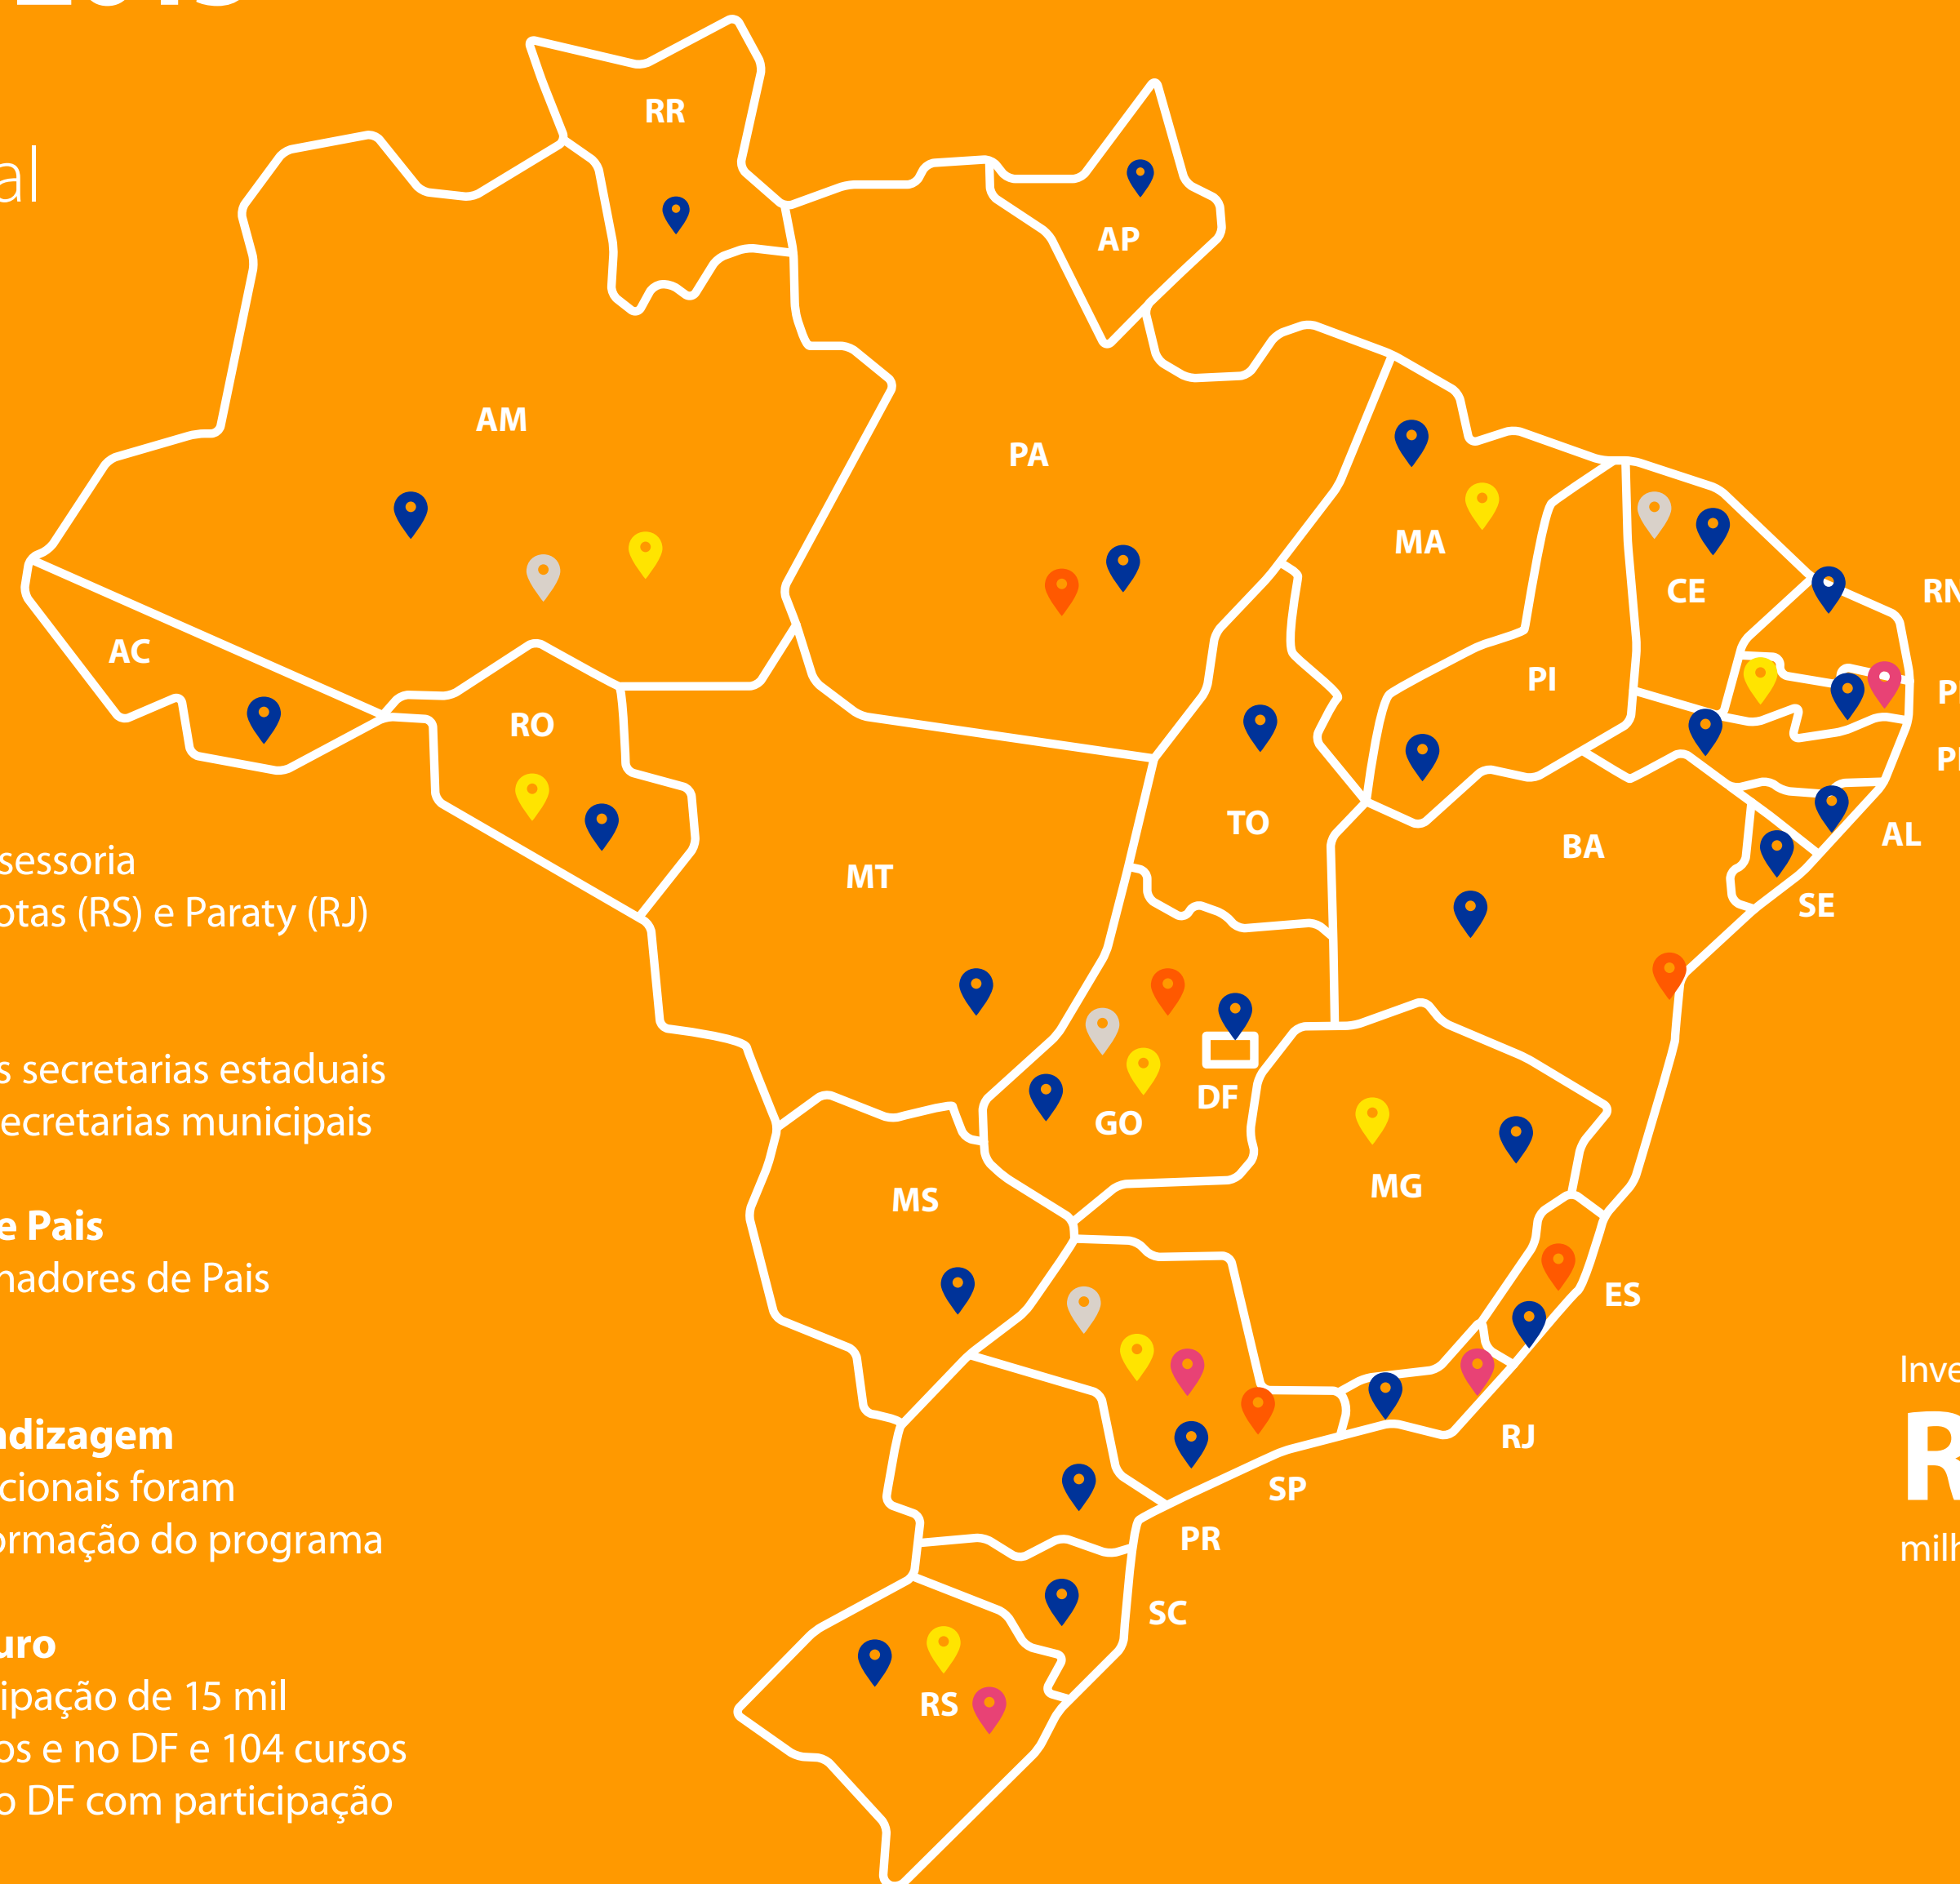 al
RR
AP
AM
PA
MA
CE
RN
AC
PI
RO
TO
AL
BA
MT
sessoria
otas (RS) e Paraty (RJ)
SE
s secretarias estaduais
DF
ecretarias municipais
GO
MG
MS
e Pais
nadores de Pais
ES
Inve
ndizagem
RJ
R
cionais foram
SP
ormação do programa
PR
milh
SC
uro
ipação de 15 mil
RS
os e no DF e 104 cursos
o DF com participação